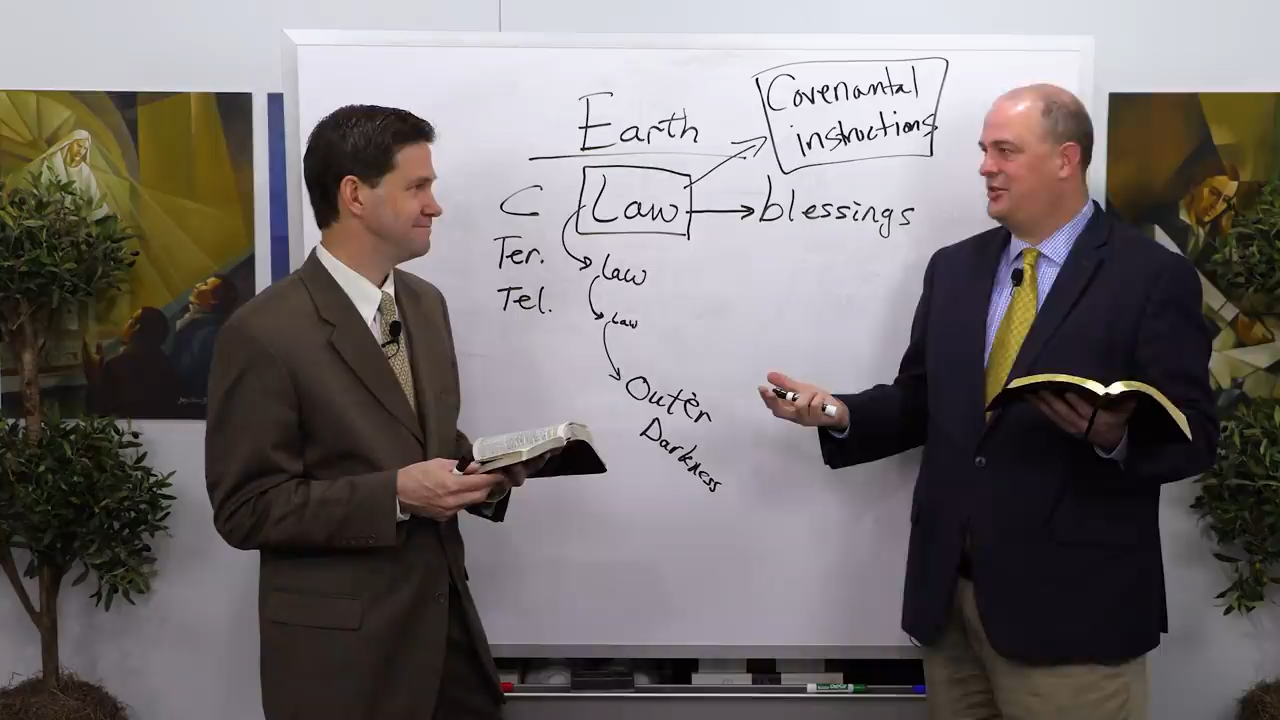 Earth
Covenantal
instructions
C
Law
blessings
Ter.
law
Tel.
Law
Outer
Darkness